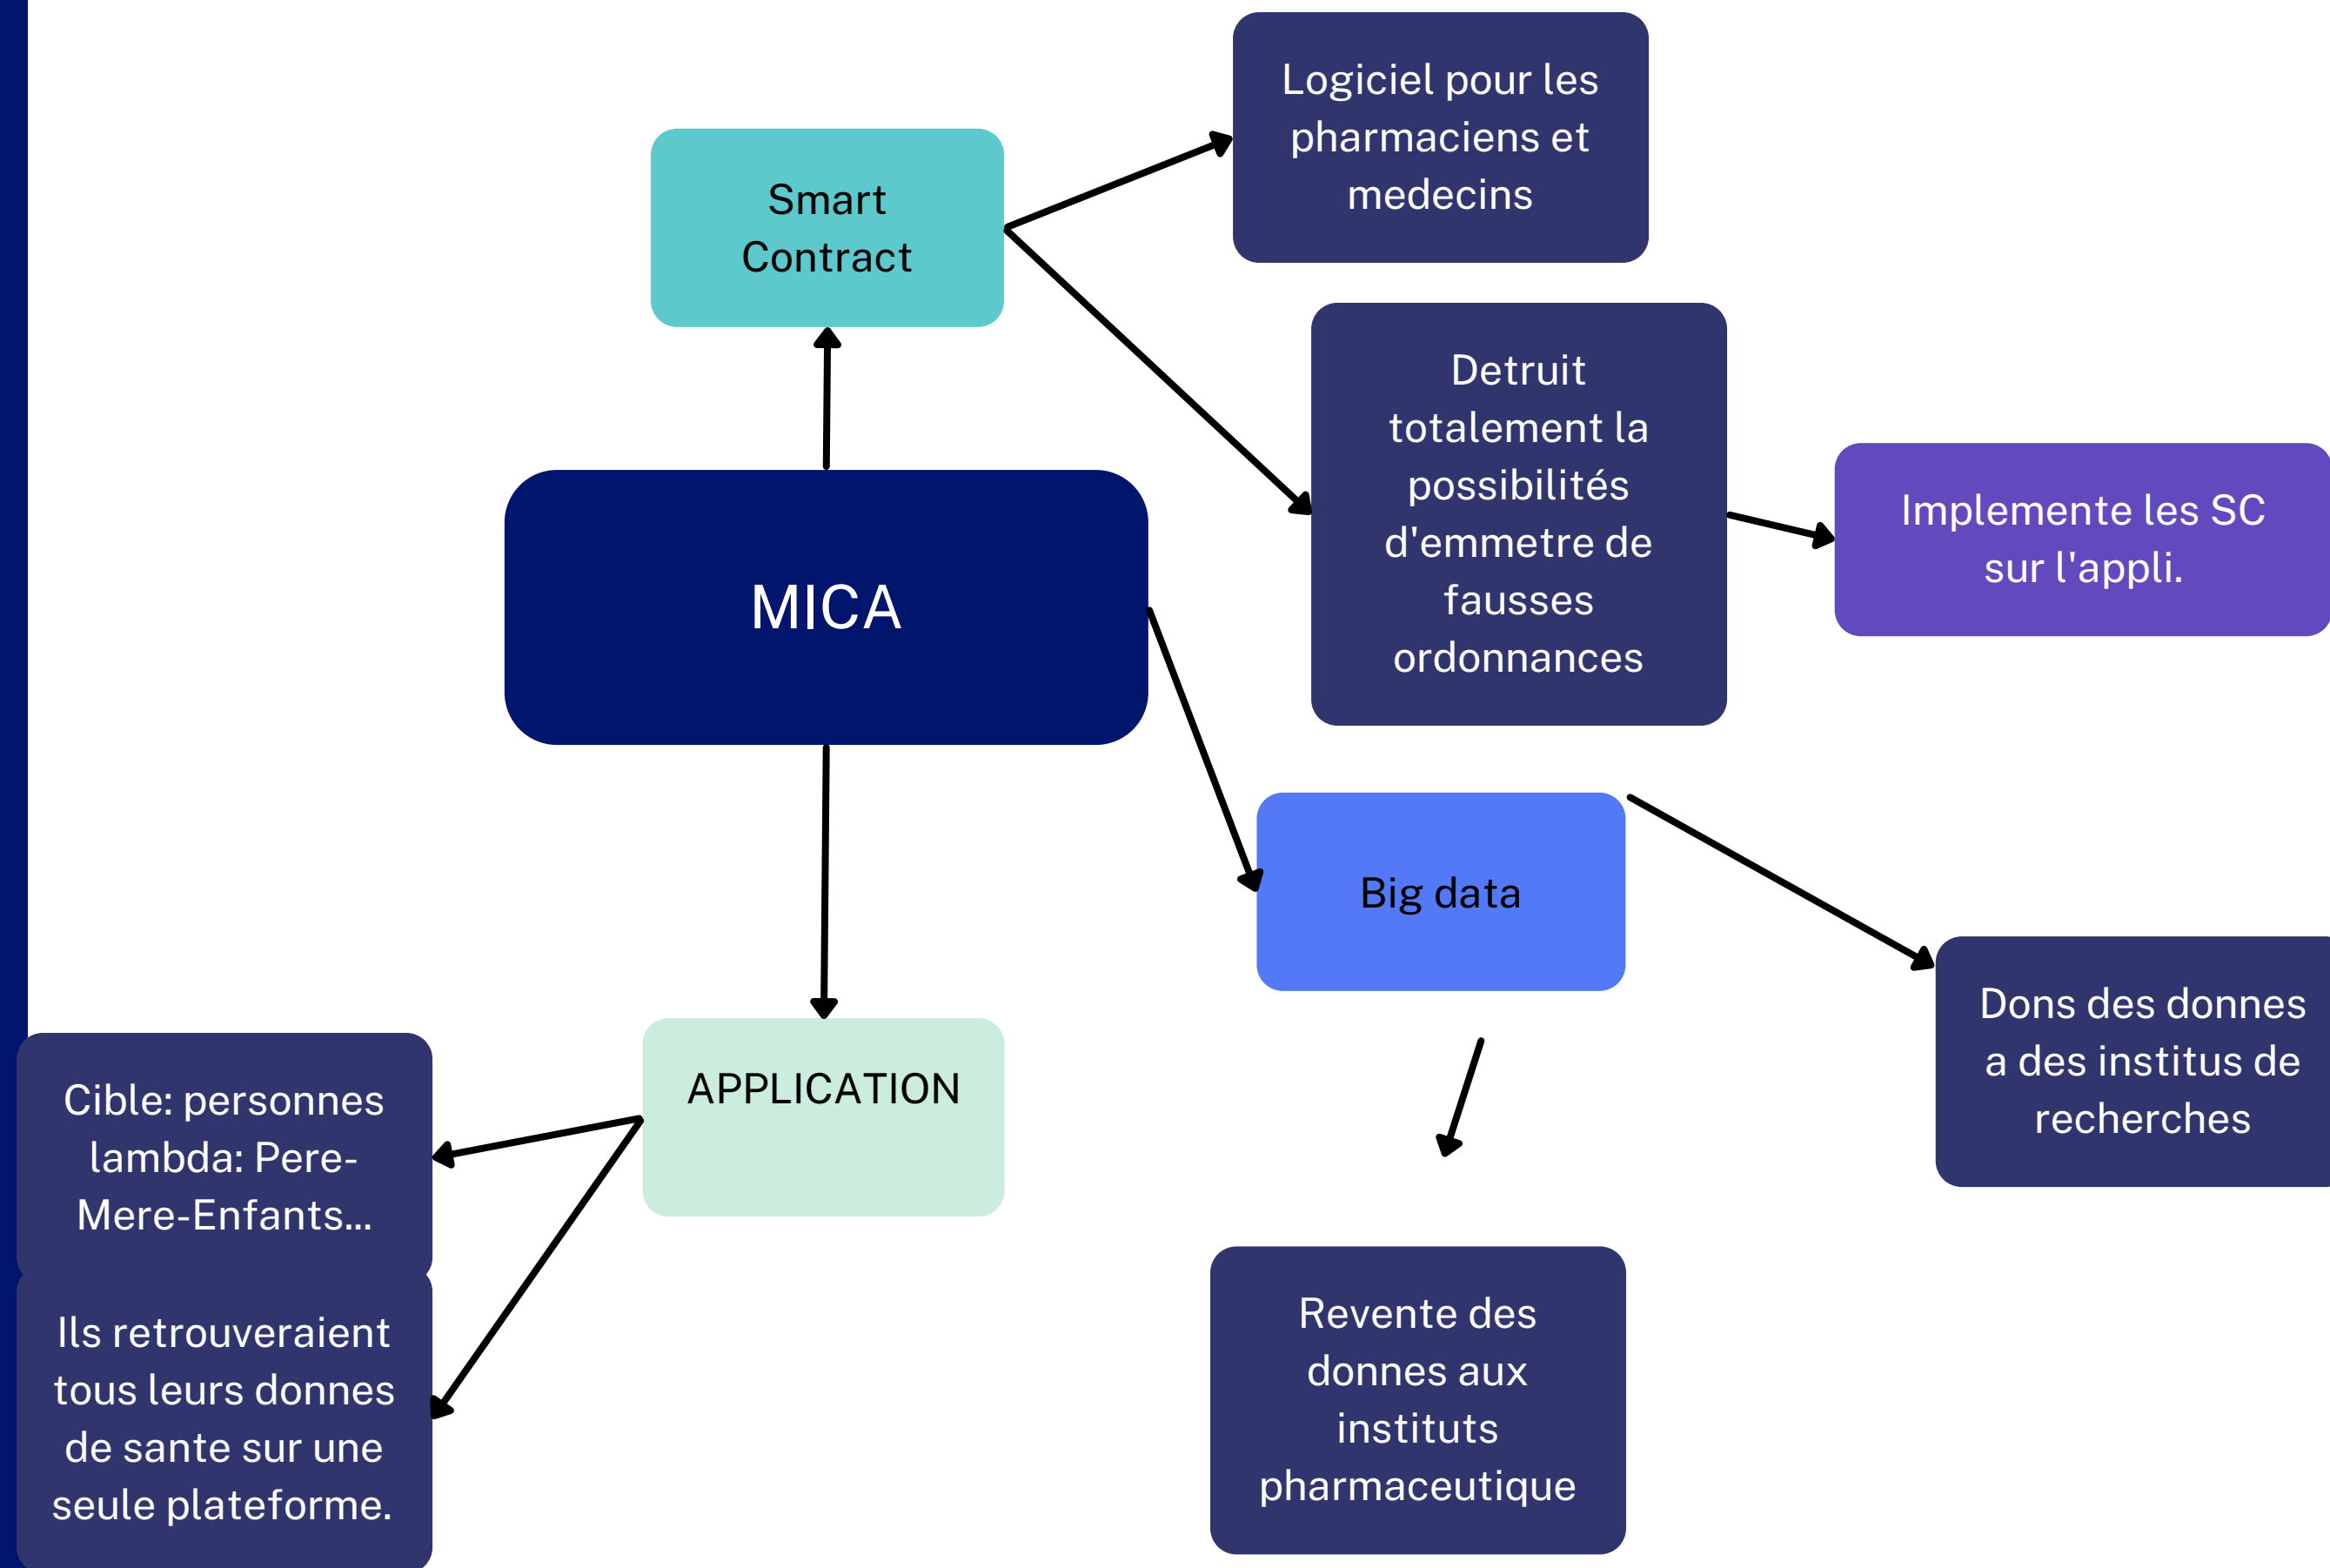 Logiciel pour les
pharmaciens et
medecins
Smart
Contract
Detruit
totalement la
possibilités
d'emmetre de
fausses
ordonnances
Implemente les SC
sur l'appli.
MICA
Big data
Dons des donnes
a des institus de
recherches
APPLICATION
Cible: personnes
lambda: Pere-
Mere-Enfants...
Ils retrouveraient
tous leurs donnes
de sante sur une
seule plateforme.
Revente des
donnes aux
instituts
pharmaceutique